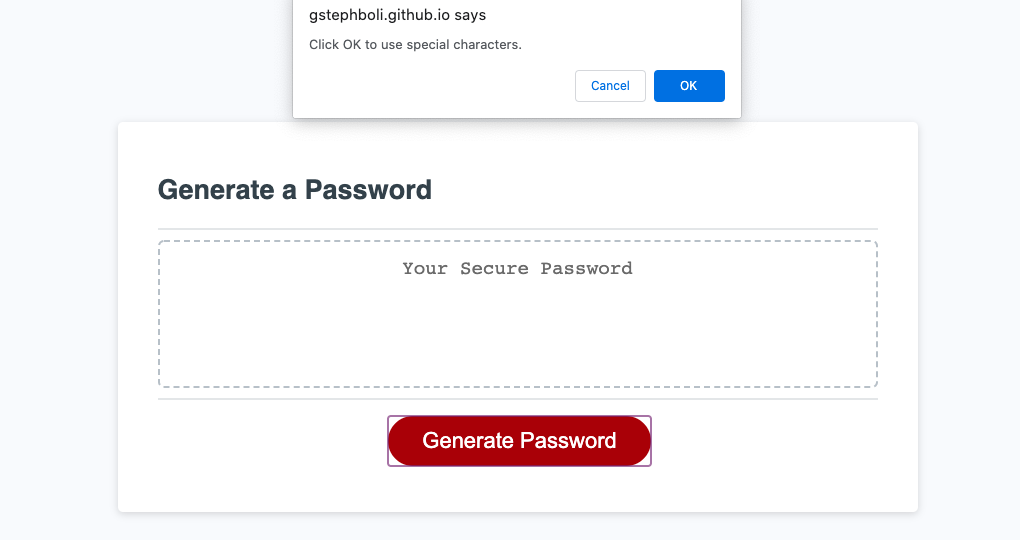 gstephboli.github.io says
Click OK to use special characters.
Cancel OK
Generate a Password
Your Secure Password
Generate Password